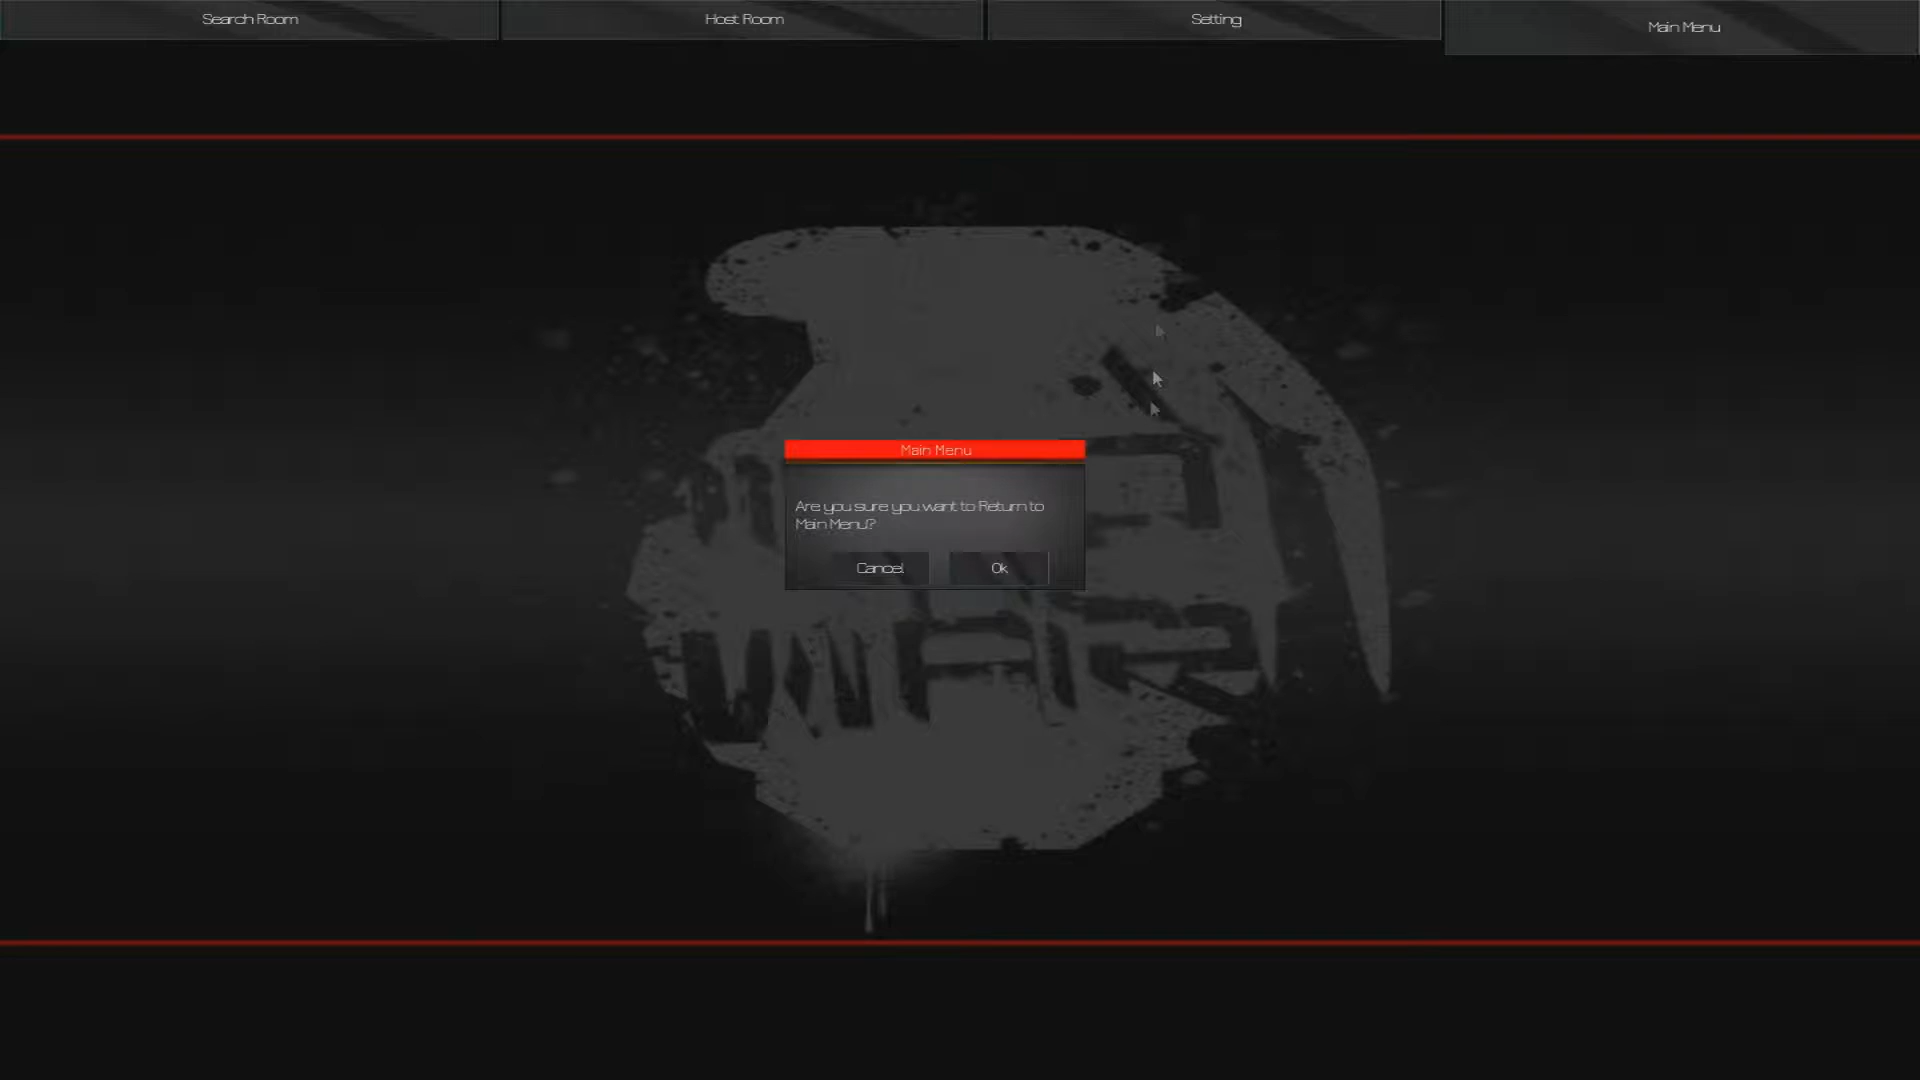 Search Room
Host Room
Setting
Main Menu
Main Menu
Are you sure you want to Return to
Main Menu?
Cancel
Ok
WAR